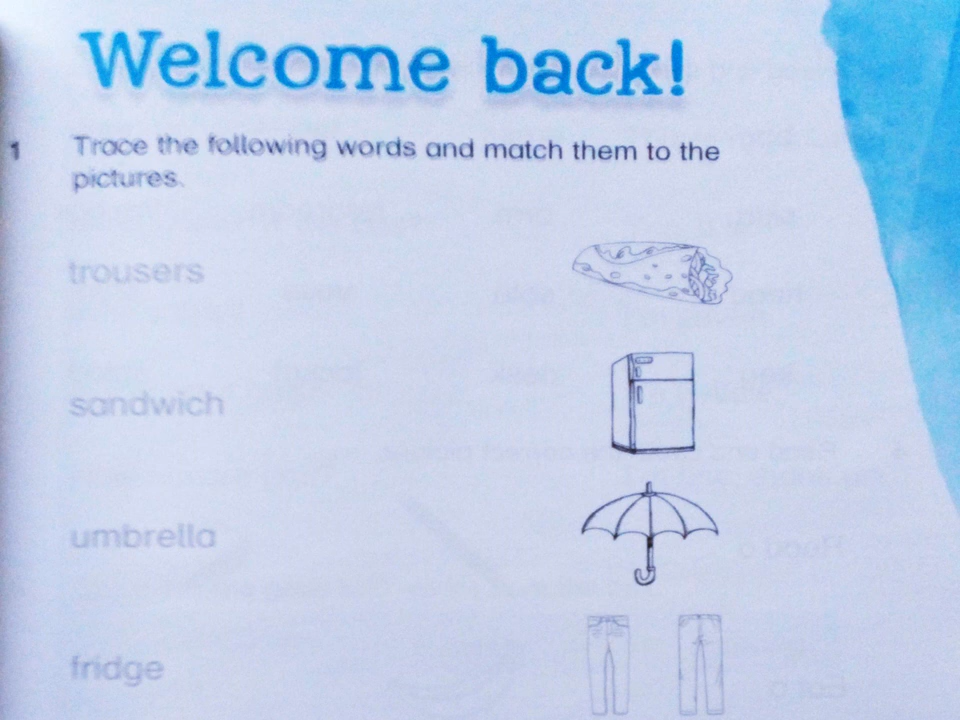 Welcome back!
1 Trace the following words and match them to the
pictures.
trousers
sandwich
umbrella
fridge